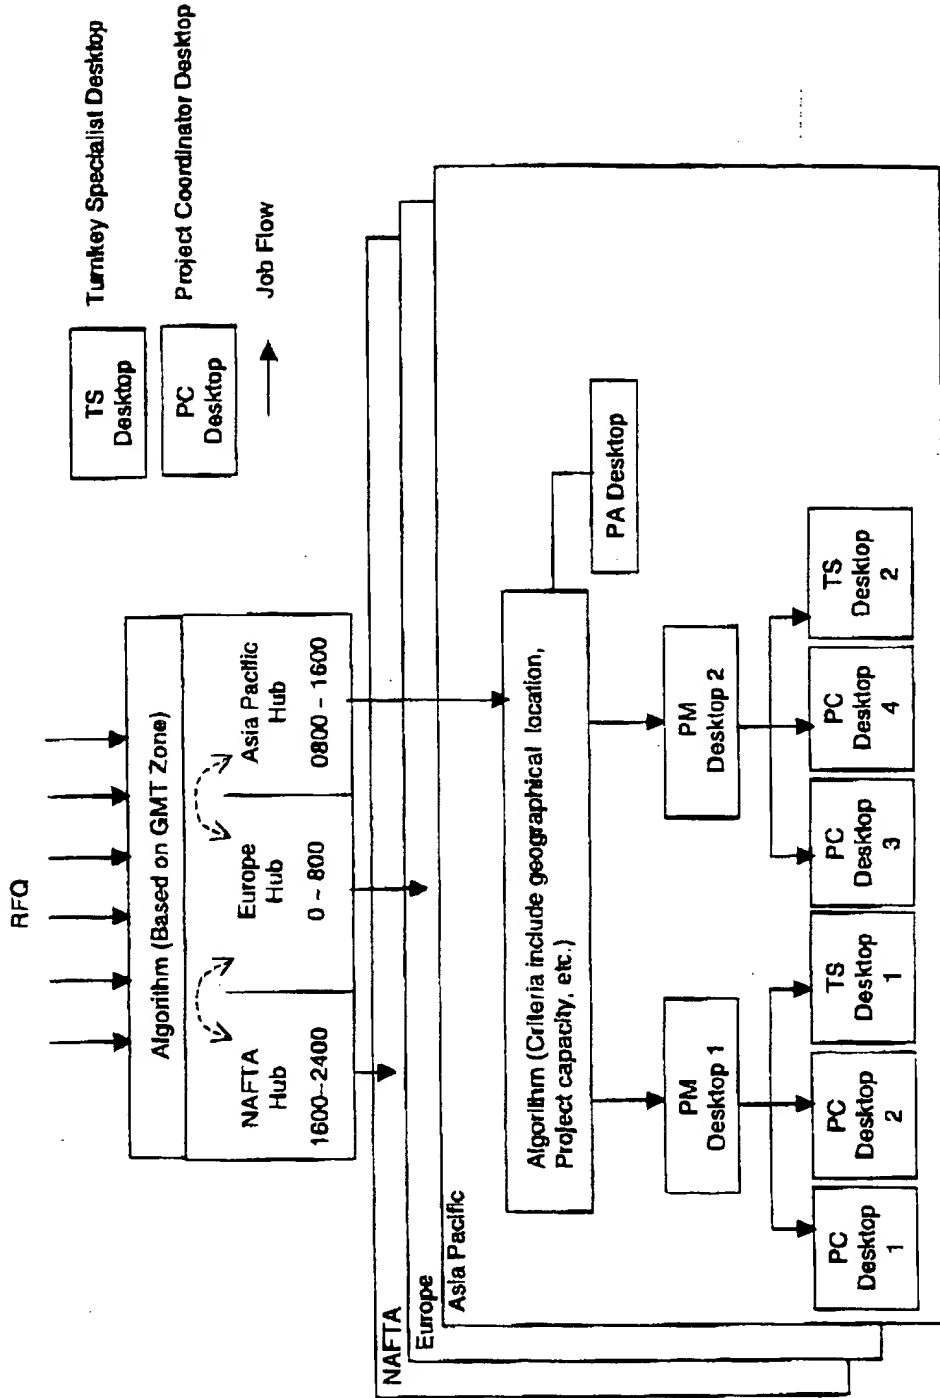 RFQ
Algorithm (Based on GMT Zone)
NAFTA
Hub
1600~2400
Europe
Hub
0 ~ 800
Asia Pacific
Hub
0800 ~ 1600
TS
Desktop
Turnkey Specialist Desktop
PC
Desktop
Project Coordinator Desktop
Job Flow
NAFTA
Europe
Asia Pacific
Algorithm (Criteria include geographical location,
Project capacity, etc.)
PA Desktop
PM
Desktop 1
PM
Desktop 2
PC
Desktop
1
PC
Desktop
2
TS
Desktop
1
PC
Desktop
3
PC
Desktop
4
TS
Desktop
2